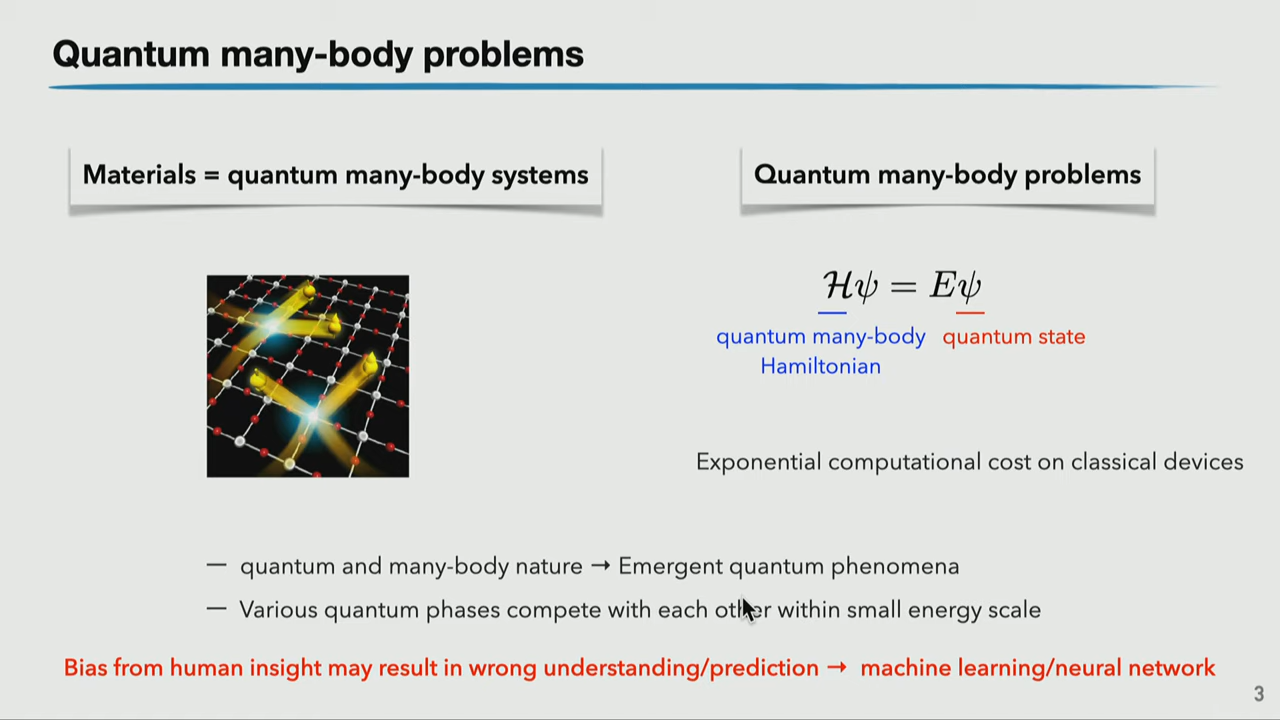 Quantum many-body problems
Materials = quantum many-body systems
Quantum many-body problems
ℋψ = Eψ
quantum many-body quantum state
Hamiltonian
Exponential computational cost on classical devices
— quantum and many-body nature → Emergent quantum phenomena
— Various quantum phases compete with each other within small energy scale
Bias from human insight may result in wrong understanding/prediction → machine learning/neural network
3